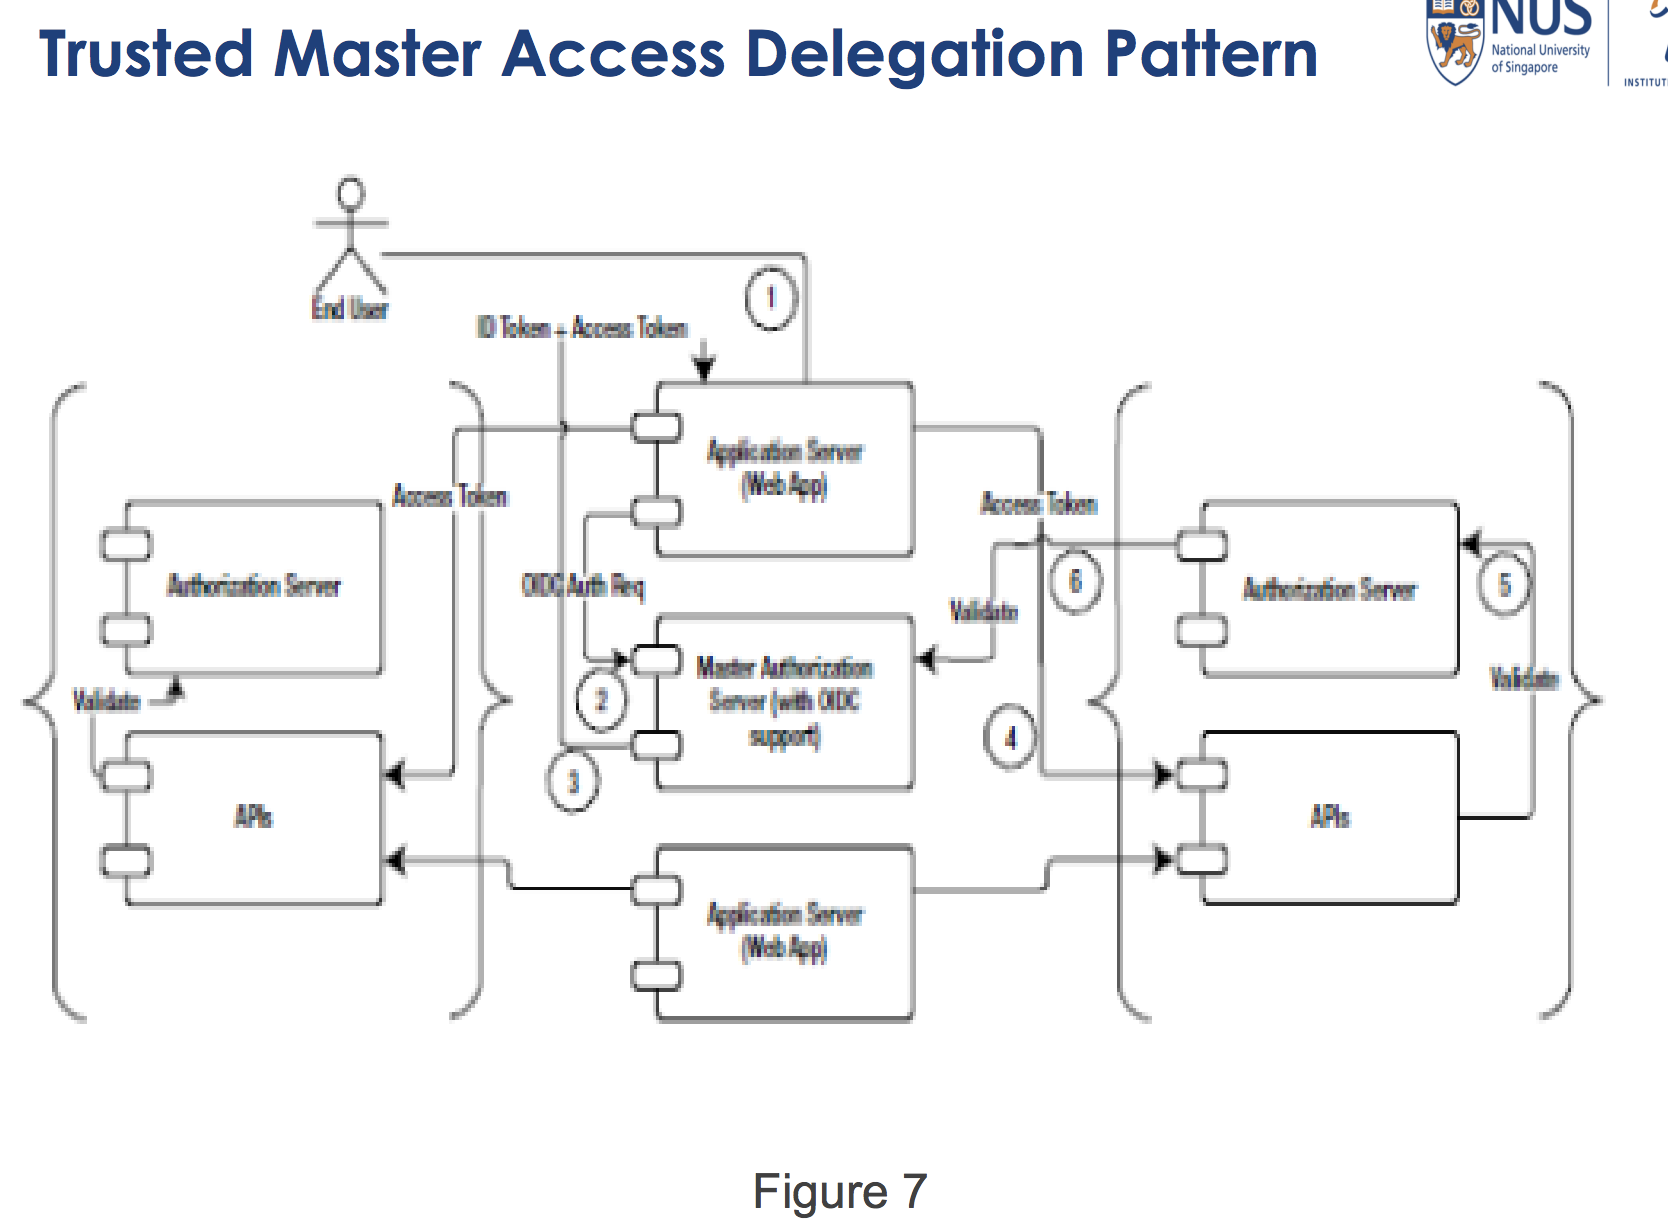 Trusted Master Access Delegation Pattern
NUS
National University
of Singapore
INSTITUT
End User
1
ID Token + Access Token
Application Server
(Web App)
Access Token
Access Token
Authorization Server
OIDC Auth Req
6
Authorization Server
5
Validate
Master Authorization
Server (with OIDC
support)
2
Validate
Validate
4
3
APIs
APIs
Application Server
(Web App)
Figure 7